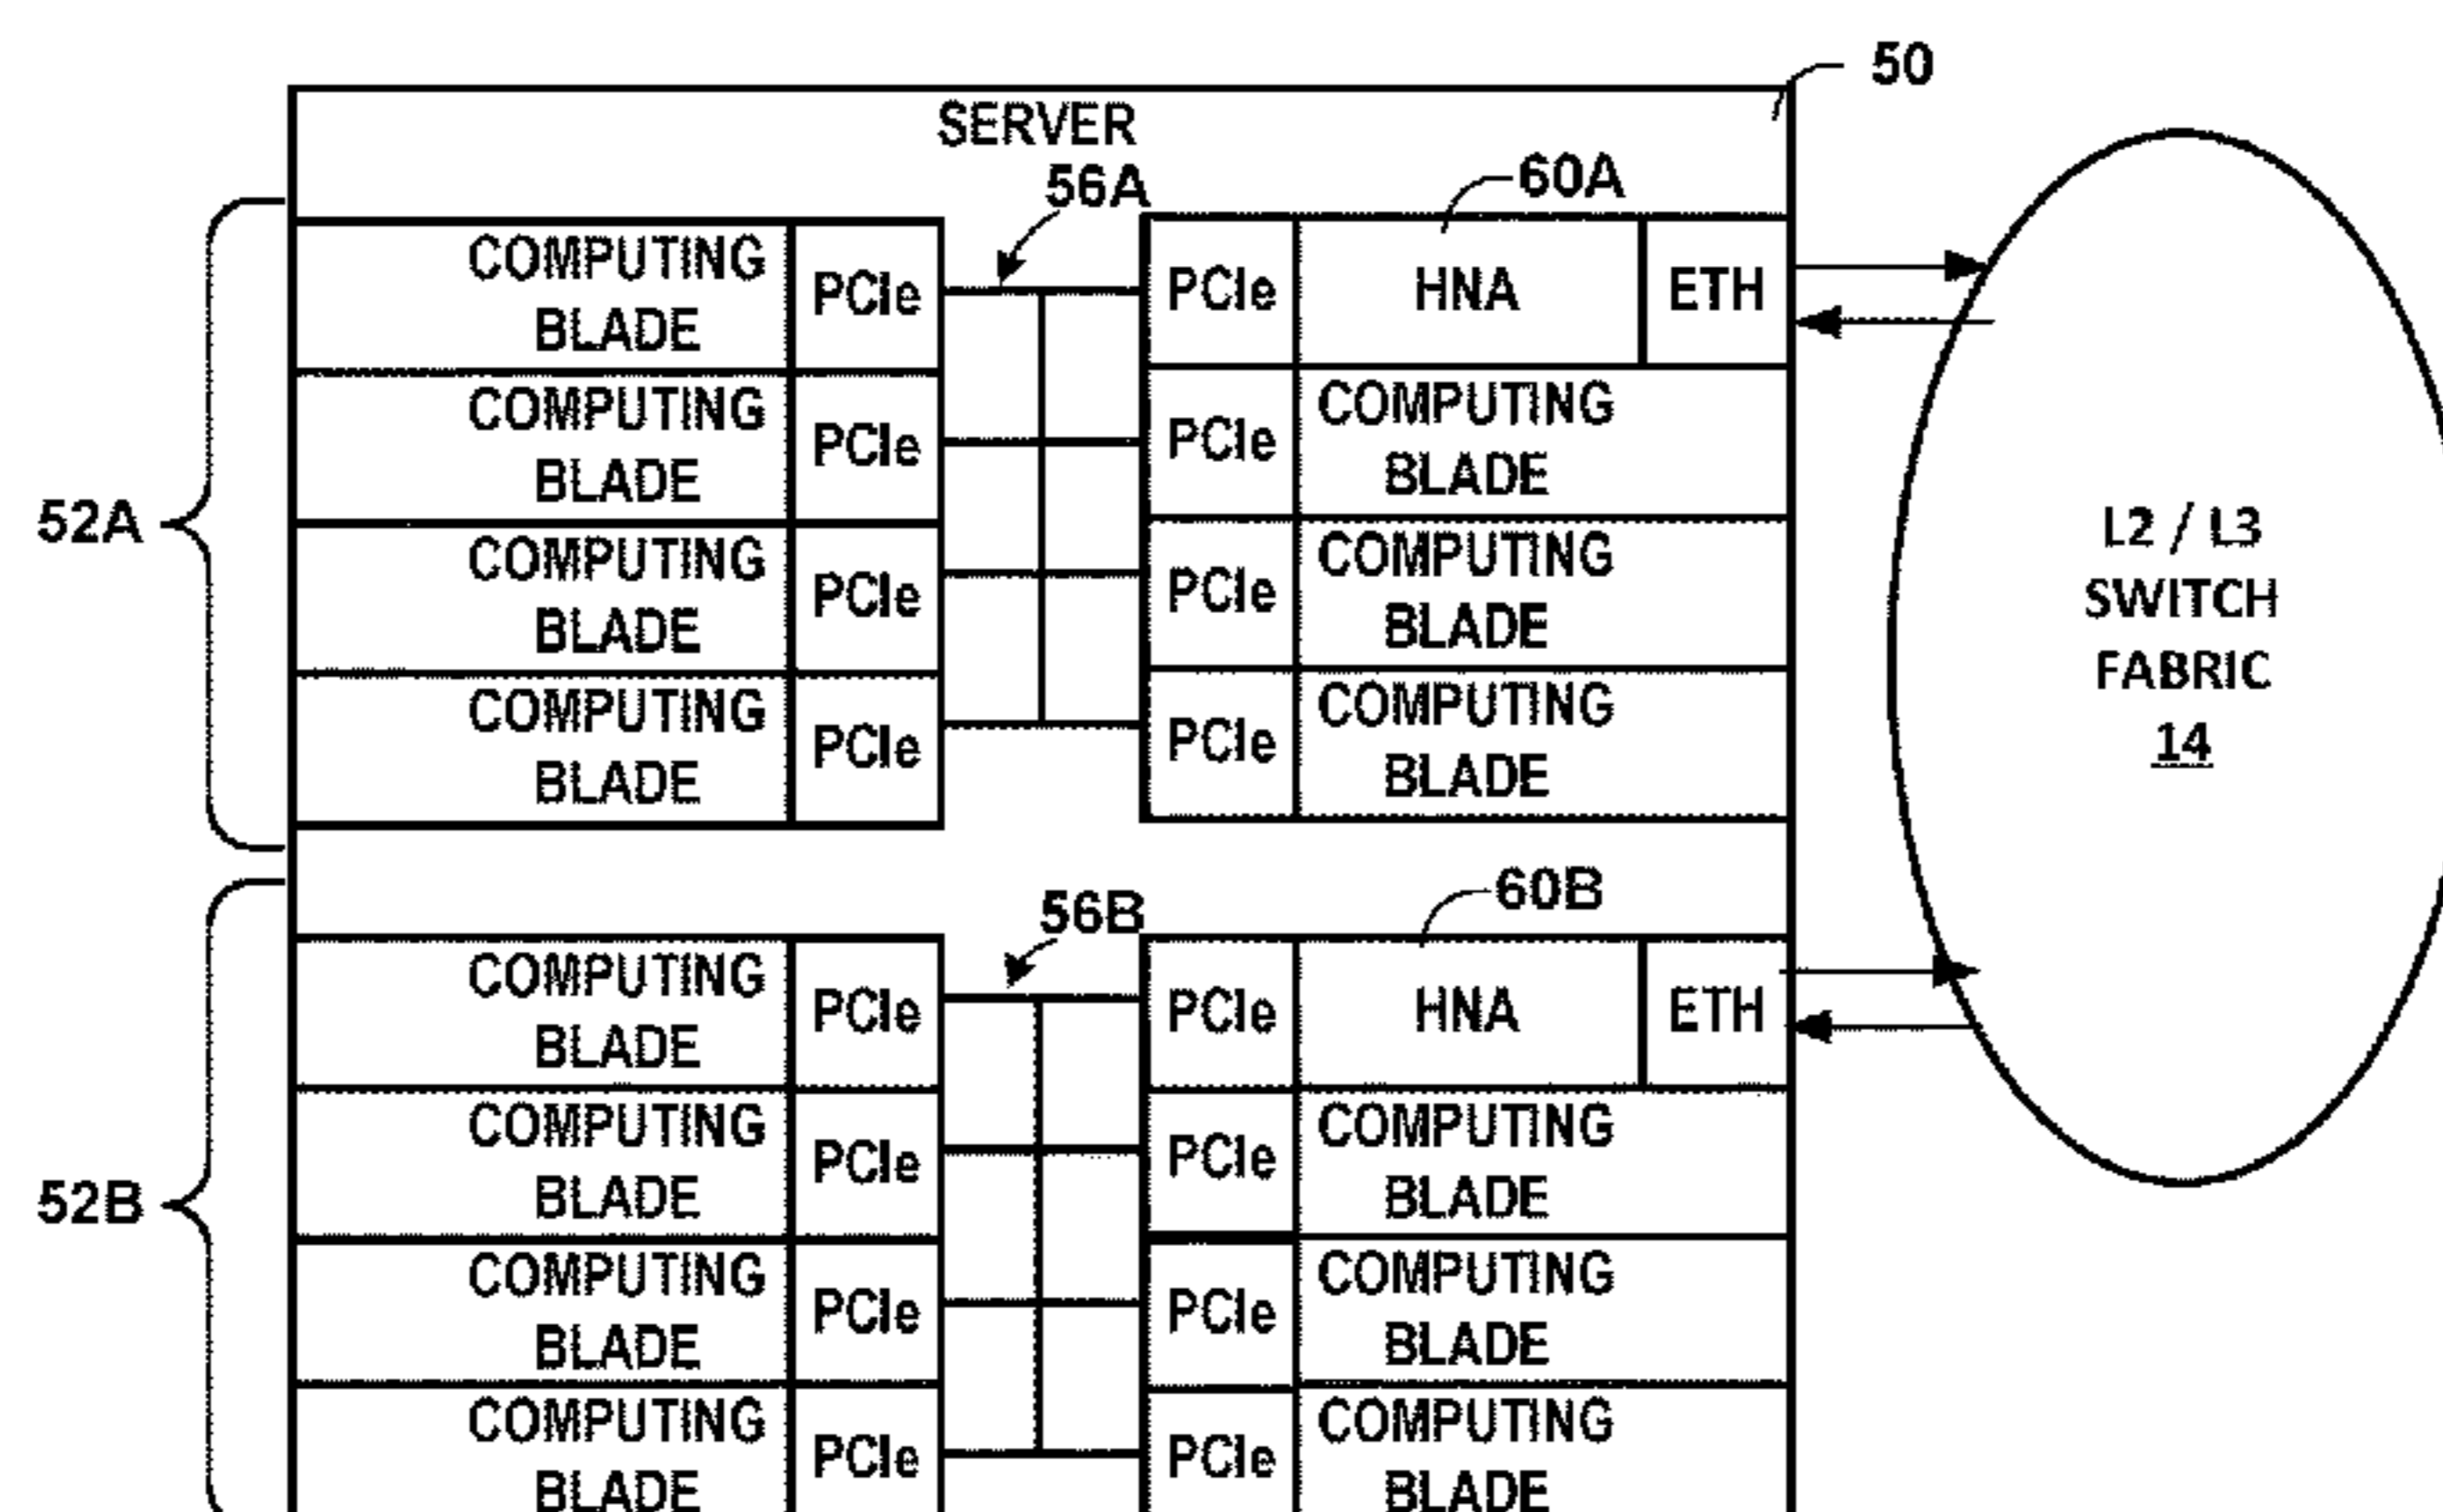 50
SERVER
56A
60A
COMPUTING
BLADE
PCIe
PCIe
HNA
ETH
COMPUTING
BLADE
PCIe
PCIe
COMPUTING
BLADE
52A
COMPUTING
BLADE
PCIe
PCIe
COMPUTING
BLADE
COMPUTING
BLADE
PCIe
PCIe
COMPUTING
BLADE
L2 / L3
SWITCH
FABRIC
14
56B
60B
COMPUTING
BLADE
PCIe
PCIe
HNA
ETH
COMPUTING
BLADE
PCIe
PCIe
COMPUTING
BLADE
52B
COMPUTING
BLADE
PCIe
PCIe
COMPUTING
BLADE
COMPUTING
BLADE
PCIe
PCIe
COMPUTING
BLADE